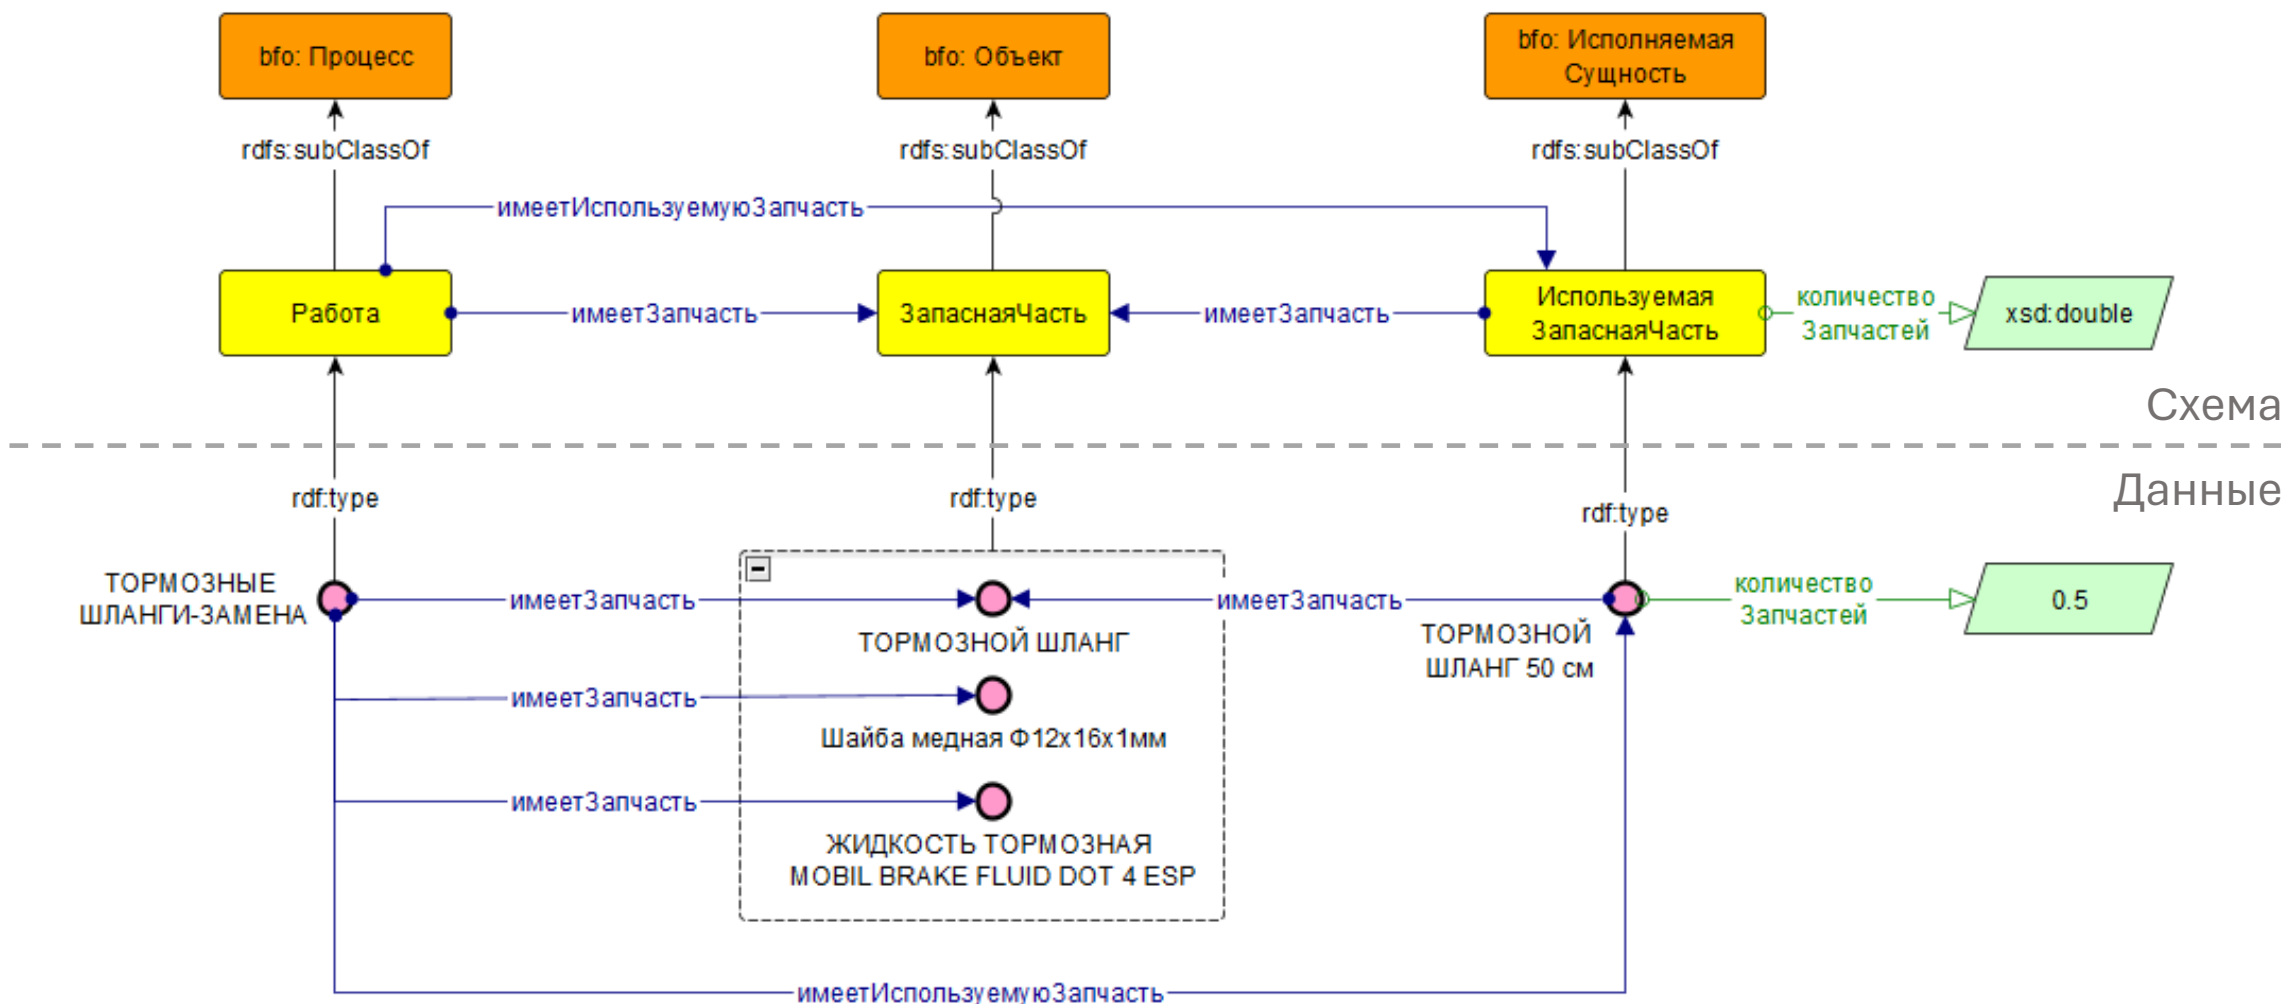 bfo: Процесс
bfo: Объект
bfo: Исполняемая
Сущность
rdfs:subClassOf
rdfs:subClassOf
rdfs:subClassOf
имеетИспользуемуюЗапчасть
Работа
имеетЗапчасть
ЗапаснаяЧасть
имеетЗапчасть
Используемая
ЗапаснаяЧасть
количество
Запчастей
xsd:double
Схема
Данные
rdf:type
rdf:type
rdf:type
ТОРМОЗНЫЕ
ШЛАНГИ-ЗАМЕНА
имеетЗапчасть
ТОРМОЗНОЙ ШЛАНГ
имеетЗапчасть
ТОРМОЗНОЙ
ШЛАНГ 50 см
количество
Запчастей
0.5
имеетЗапчасть
Шайба медная Ф12х16х1мм
имеетЗапчасть
ЖИДКОСТЬ ТОРМОЗНАЯ
MOBIL BRAKE FLUID DOT 4 ESP
имеетИспользуемуюЗапчасть